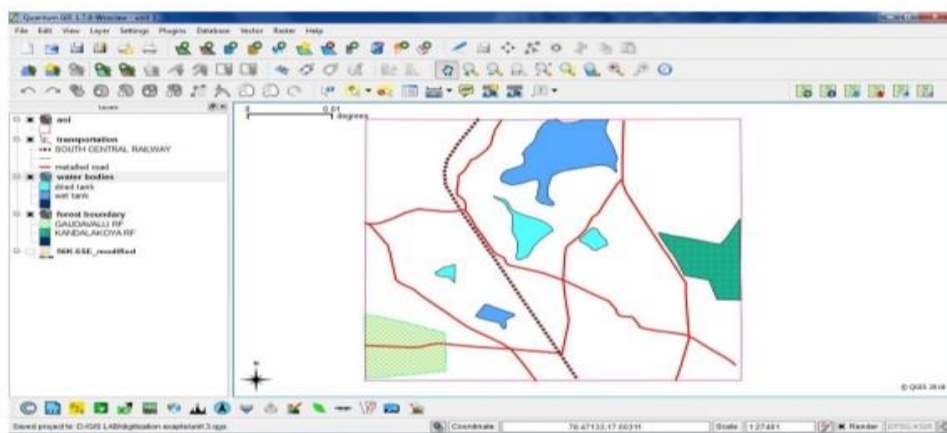 Quantum GIS 1.7.0-Wroclaw - unit 3
File Edit View Layer Settings Plugins Database Vector Raster Help
Layers
aoi
transportation
SOUTH CENTRAL RAILWAY
metalled road
water bodies
dried tank
wet tank
forest boundary
GAUDAVALLI RF
KANDALAKOYA RF
56K-6SE_modified
0 0.01
degrees
© QGIS 2010
Coordinate
Scale
Render